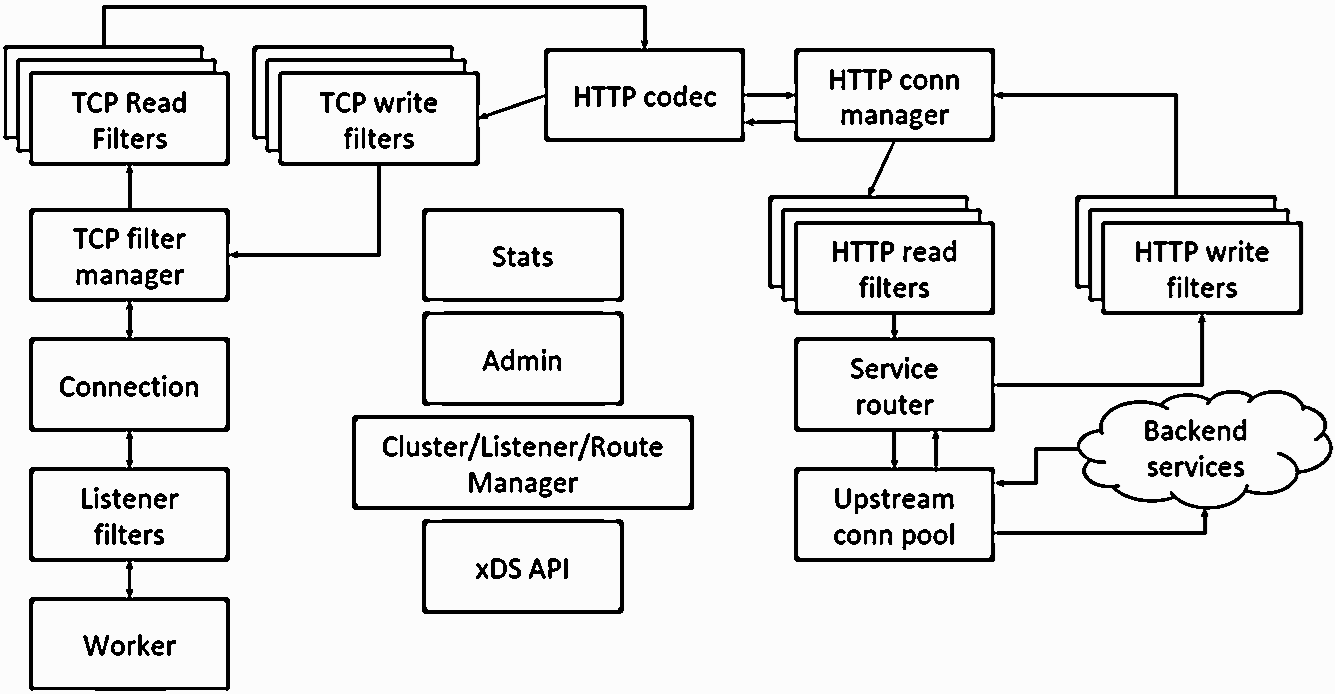 TCP Read
Filters
TCP write
filters
HTTP codec
HTTP conn
manager
TCP filter
manager
Stats
HTTP read
filters
HTTP write
filters
Connection
Admin
Service
router
Cluster/Listener/Route
Manager
Backend
services
Listener
filters
xDS API
Upstream
conn pool
Worker